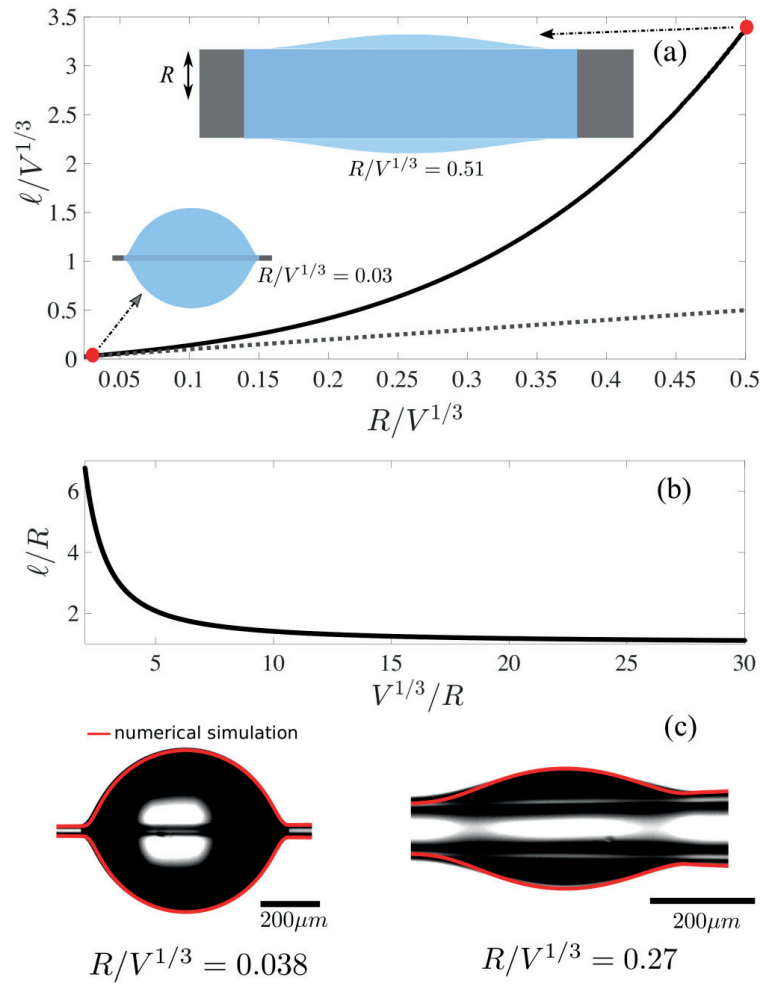 3.5
3
2.5
2
1.5
1
0.5
0
ℓ/V^{1/3}
(a)
R
R/V^{1/3} = 0.51
R/V^{1/3} = 0.03
0.05 0.1 0.15 0.2 0.25 0.3 0.35 0.4 0.45 0.5
R/V^{1/3}
(b)
6
4
2
ℓ/R
5 10 15 20 25 30
V^{1/3}/R
(c)
numerical simulation
200μm
200μm
R/V^{1/3} = 0.038
R/V^{1/3} = 0.27